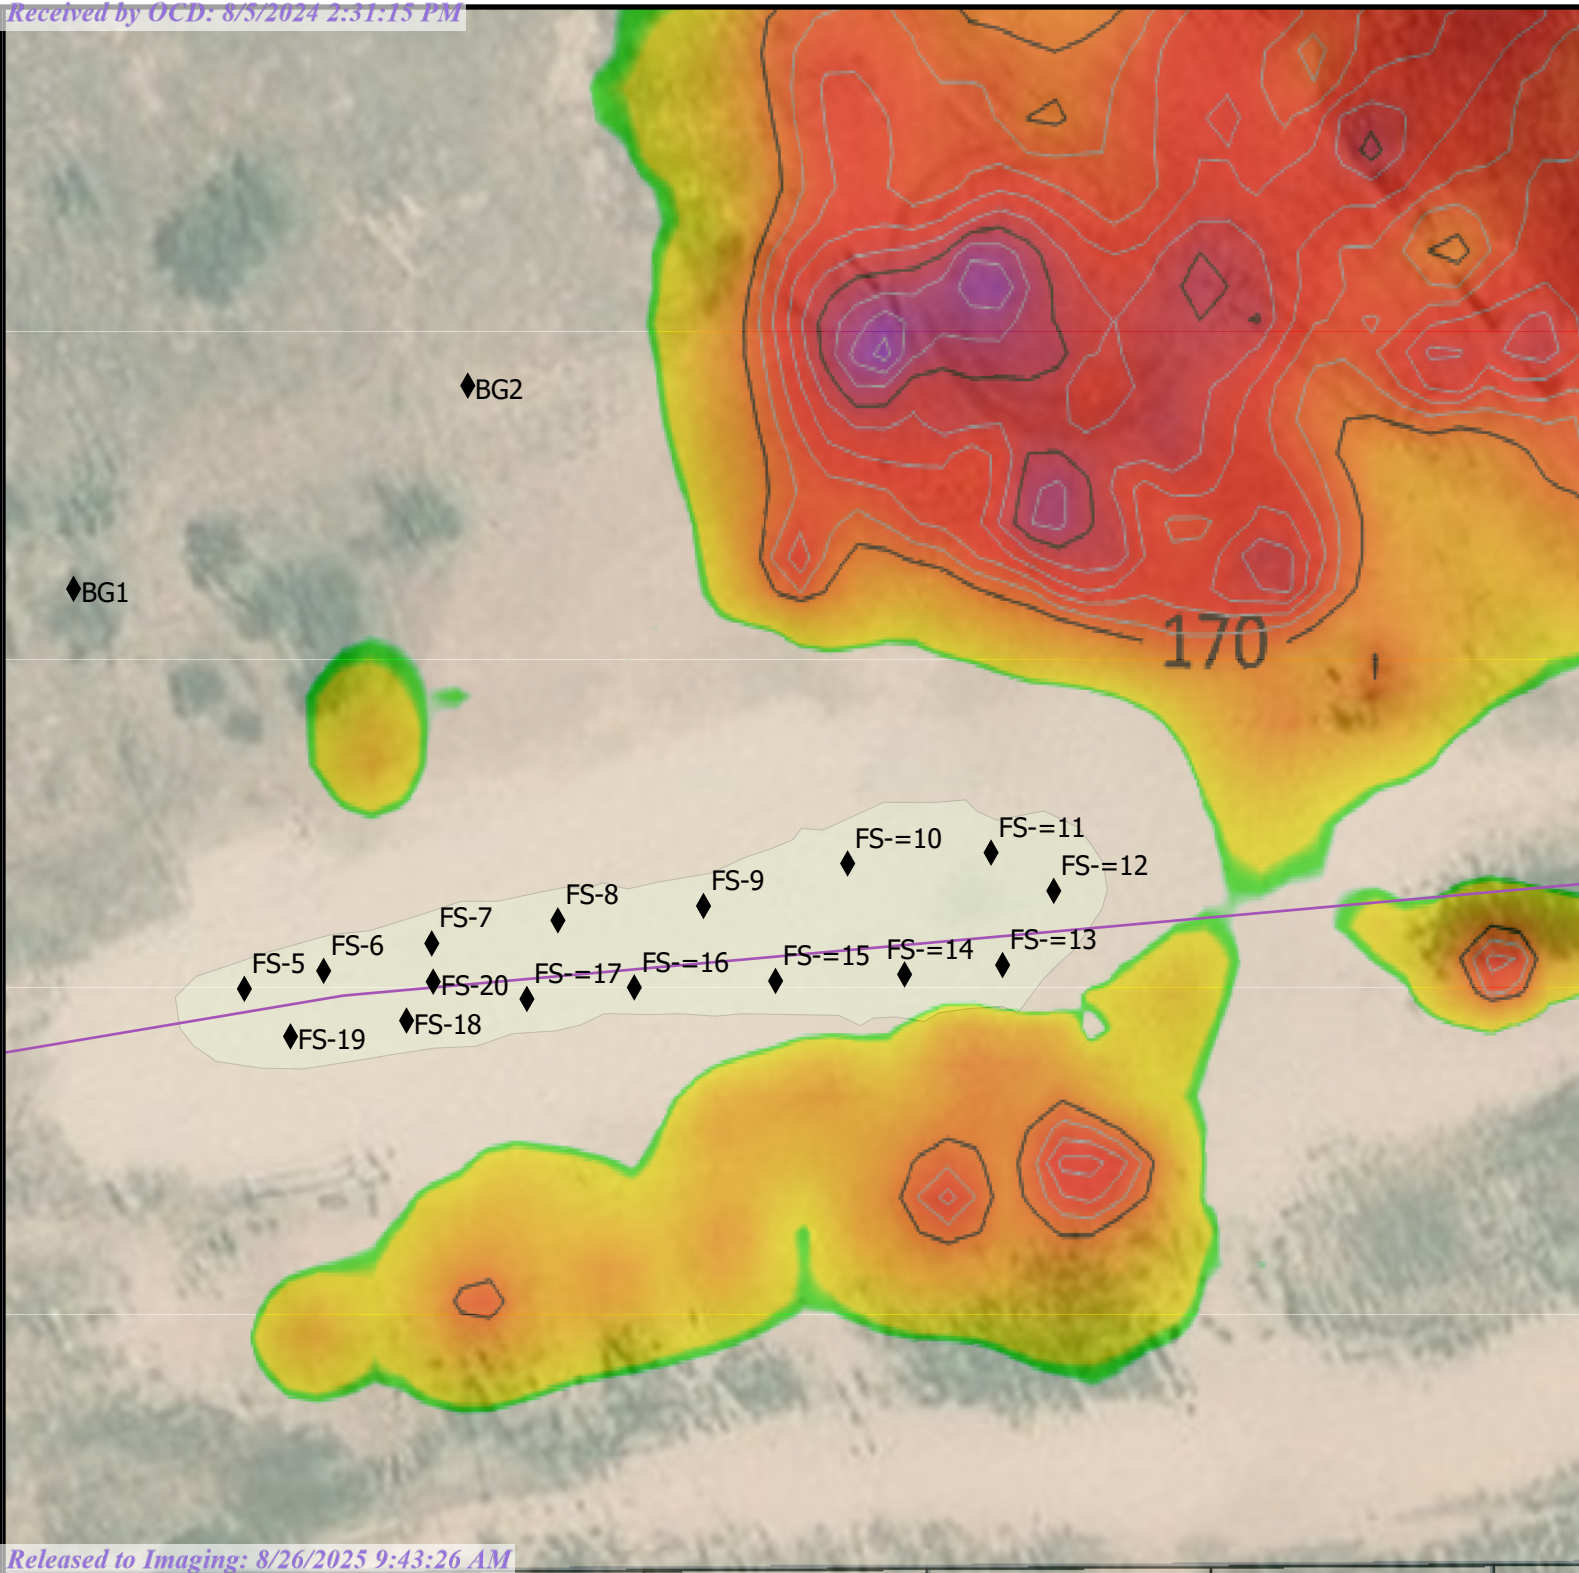 Received by OCD: 8/5/2024 2:31:15 PM
BG2
BG1
170
FS-=11
FS-=10
FS-=12
FS-9
FS-8
FS-7
FS-6
FS-5
FS-=13
FS-=14
FS-=15
FS-=16
FS-=17
FS-20
FS-18
FS-19
Released to Imaging: 8/26/2025 9:43:26 AM